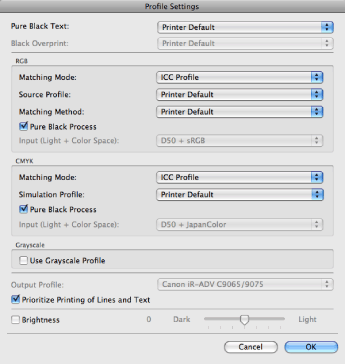 Profile Settings
Pure Black Text: Printer Default
Black Overprint: Printer Default
RGB
Matching Mode: ICC Profile
Source Profile: Printer Default
Matching Method: Printer Default
Pure Black Process
Input (Light + Color Space): D50 + sRGB
CMYK
Matching Mode: ICC Profile
Simulation Profile: Printer Default
Pure Black Process
Input (Light + Color Space): D50 + JapanColor
Grayscale
Use Grayscale Profile
Output Profile: Canon iR-ADV C9065/9075
Prioritize Printing of Lines and Text
Brightness 0 Dark Light
Cancel OK